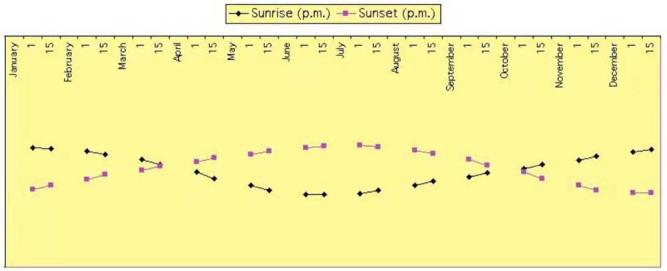 Sunrise (p.m.) Sunset (p.m.)
January
1
15
February
1
15
March
1
15
April
1
15
May
1
15
June
1
15
July
1
15
August
1
15
September
1
15
October
1
15
November
1
15
December
1
15